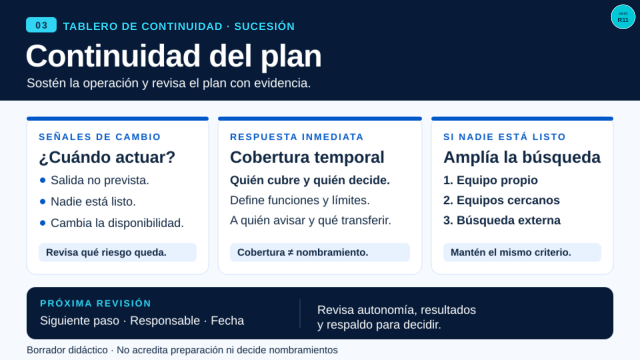 03
TABLERO DE CONTINUIDAD · SUCESIÓN
R11
Continuidad del plan
Sostén la operación y revisa el plan con evidencia.
SEÑALES DE CAMBIO
¿Cuándo actuar?
Salida no prevista.
Nadie está listo.
Cambia la disponibilidad.
Revisa qué riesgo queda.
RESPUESTA INMEDIATA
Cobertura temporal
Quién cubre y quién decide.
Define funciones y límites.
A quién avisar y qué transferir.
Cobertura ≠ nombramiento.
SI NADIE ESTÁ LISTO
Amplía la búsqueda
1. Equipo propio
2. Equipos cercanos
3. Búsqueda externa
Mantén el mismo criterio.
PRÓXIMA REVISIÓN
Siguiente paso · Responsable · Fecha
Revisa autonomía, resultados
y respaldo para decidir.
Borrador didáctico · No acredita preparación ni decide nombramientos